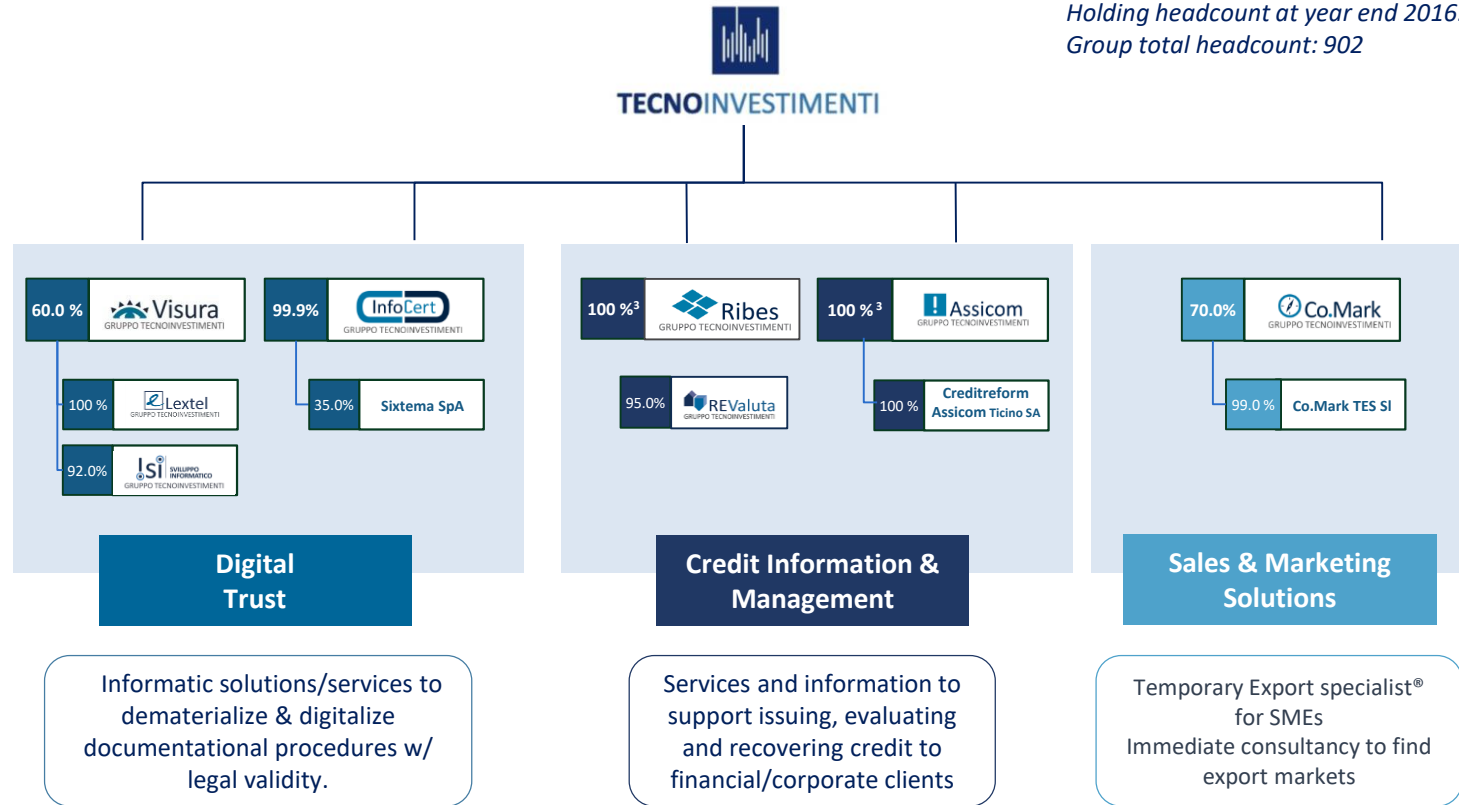 Holding headcount at year end 2016:
Group total headcount: 902
TECNOINVESTIMENTI
60.0 %
Visura
GRUPPO TECNOINVESTIMENTI
99.9%
InfoCert
GRUPPO TECNOINVESTIMENTI
100 %
Lextel
GRUPPO TECNOINVESTIMENTI
35.0%
Sixtema SpA
92.0%
Isi SVILUPPO
INFORMATICO
GRUPPO TECNOINVESTIMENTI
100 %³
Ribes
GRUPPO TECNOINVESTIMENTI
100 % ³
Assicom
GRUPPO TECNOINVESTIMENTI
95.0%
REValuta
GRUPPO TECNOINVESTIMENTI
100 %
Creditreform
Assicom Ticino SA
70.0%
Co.Mark
GRUPPO TECNOINVESTIMENTI
99.0 %
Co.Mark TES Sl
Digital
Trust
Credit Information &
Management
Sales & Marketing
Solutions
Informatic solutions/services to
dematerialize & digitalize
documentational procedures w/
legal validity.
Services and information to
support issuing, evaluating
and recovering credit to
financial/corporate clients
Temporary Export specialist®
for SMEs
Immediate consultancy to find
export markets